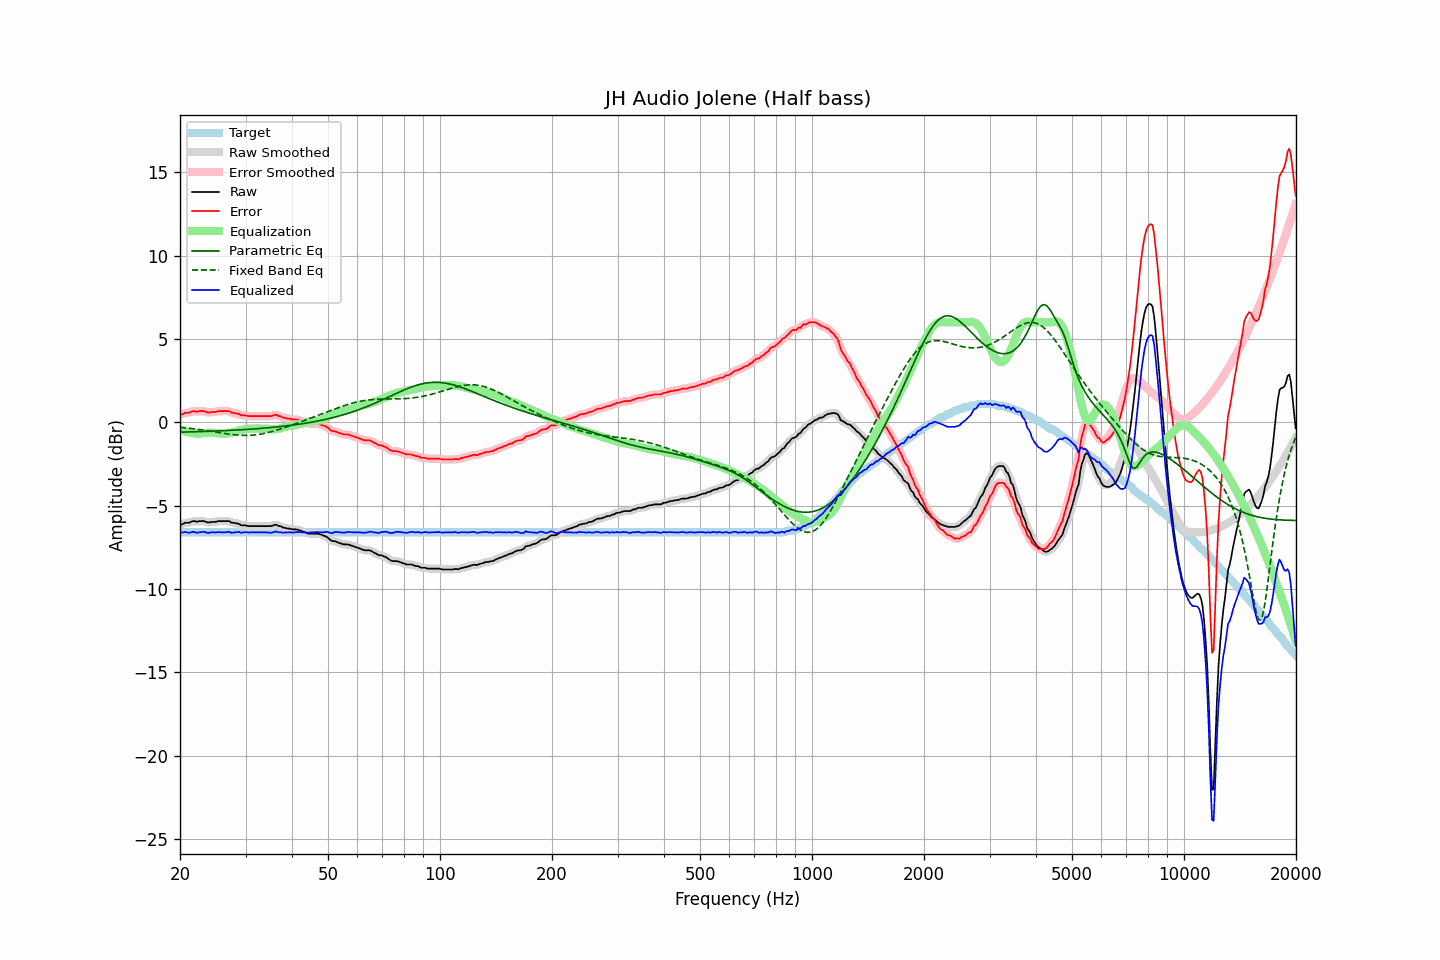 JH Audio Jolene (Half bass)
Target
Raw Smoothed
Error Smoothed
Raw
Error
Equalization
Parametric Eq
Fixed Band Eq
Equalized
15
10
5
0
−5
−10
−15
−20
−25
Amplitude (dBr)
20 50 100 200 500 1000 2000 5000 10000 20000
Frequency (Hz)